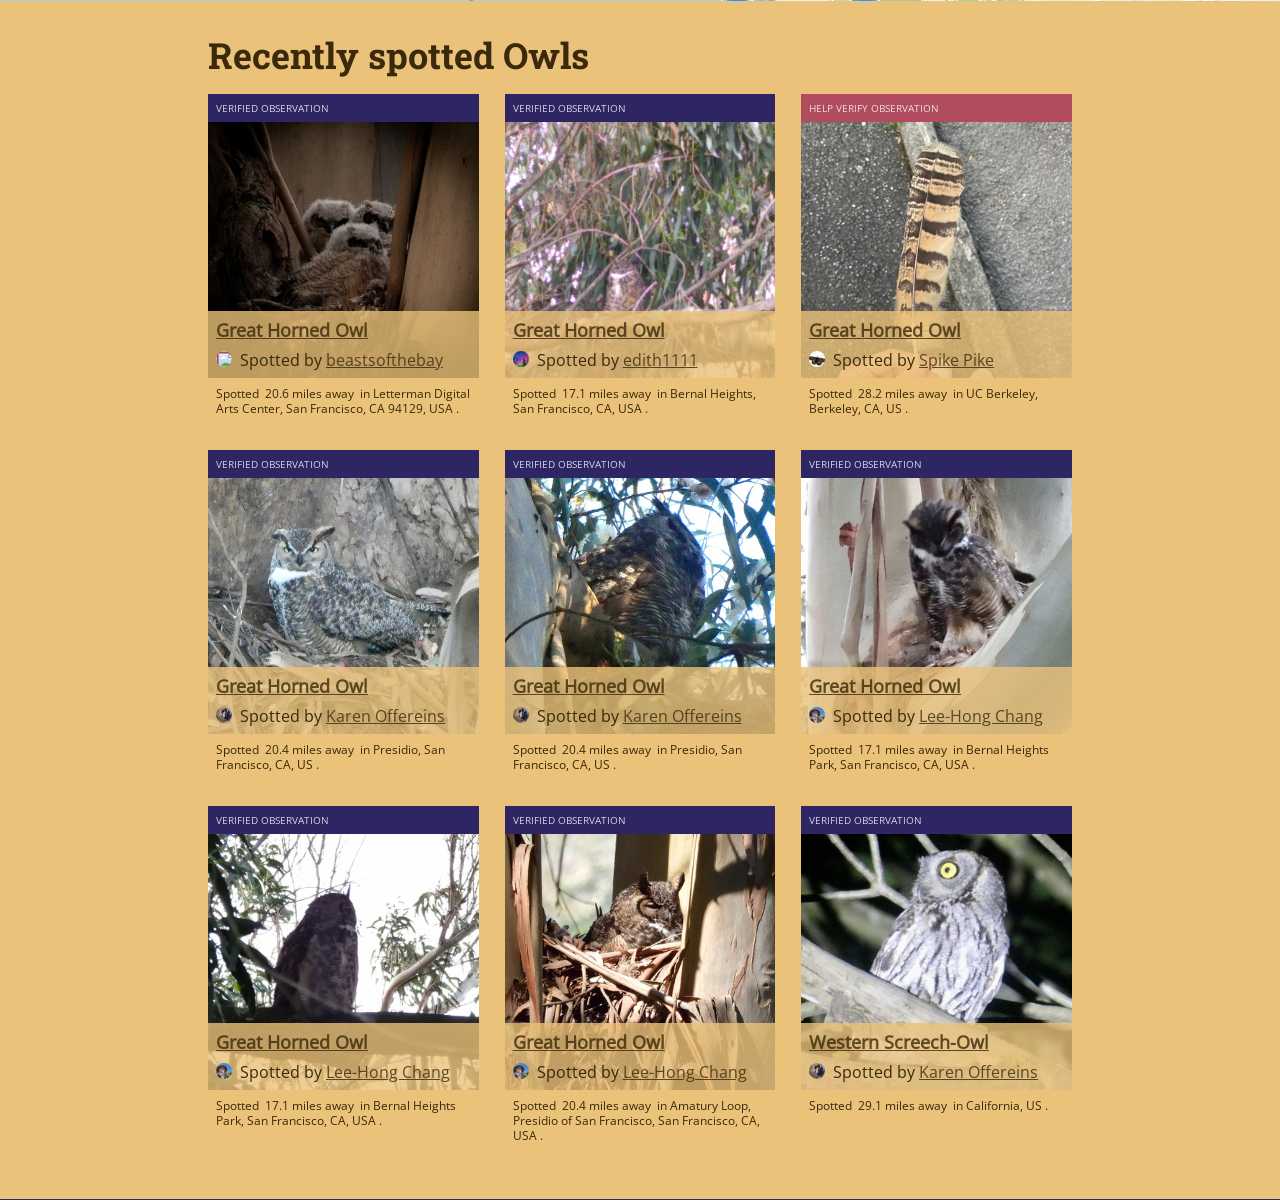 Recently spotted Owls
VERIFIED OBSERVATION
Great Horned Owl
Spotted by beastsofthebay
Spotted 20.6 miles away in Letterman Digital
Arts Center, San Francisco, CA 94129, USA .
VERIFIED OBSERVATION
Great Horned Owl
Spotted by edith1111
Spotted 17.1 miles away in Bernal Heights,
San Francisco, CA, USA .
HELP VERIFY OBSERVATION
Great Horned Owl
Spotted by Spike Pike
Spotted 28.2 miles away in UC Berkeley,
Berkeley, CA, US .
VERIFIED OBSERVATION
Great Horned Owl
Spotted by Karen Offereins
Spotted 20.4 miles away in Presidio, San
Francisco, CA, US .
VERIFIED OBSERVATION
Great Horned Owl
Spotted by Karen Offereins
Spotted 20.4 miles away in Presidio, San
Francisco, CA, US .
VERIFIED OBSERVATION
Great Horned Owl
Spotted by Lee-Hong Chang
Spotted 17.1 miles away in Bernal Heights
Park, San Francisco, CA, USA .
VERIFIED OBSERVATION
Great Horned Owl
Spotted by Lee-Hong Chang
Spotted 17.1 miles away in Bernal Heights
Park, San Francisco, CA, USA .
VERIFIED OBSERVATION
Great Horned Owl
Spotted by Lee-Hong Chang
Spotted 20.4 miles away in Amatury Loop,
Presidio of San Francisco, San Francisco, CA,
USA .
VERIFIED OBSERVATION
Western Screech-Owl
Spotted by Karen Offereins
Spotted 29.1 miles away in California, US .